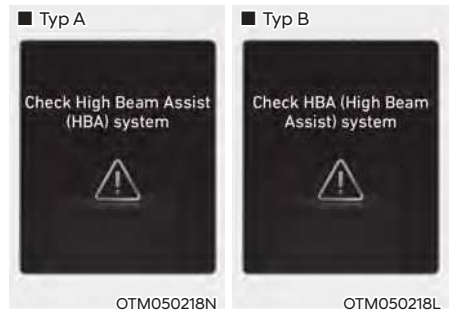 ■ Typ A
Check High Beam Assist
(HBA) system
OTM050218N
■ Typ B
Check HBA (High Beam
Assist) system
OTM050218L